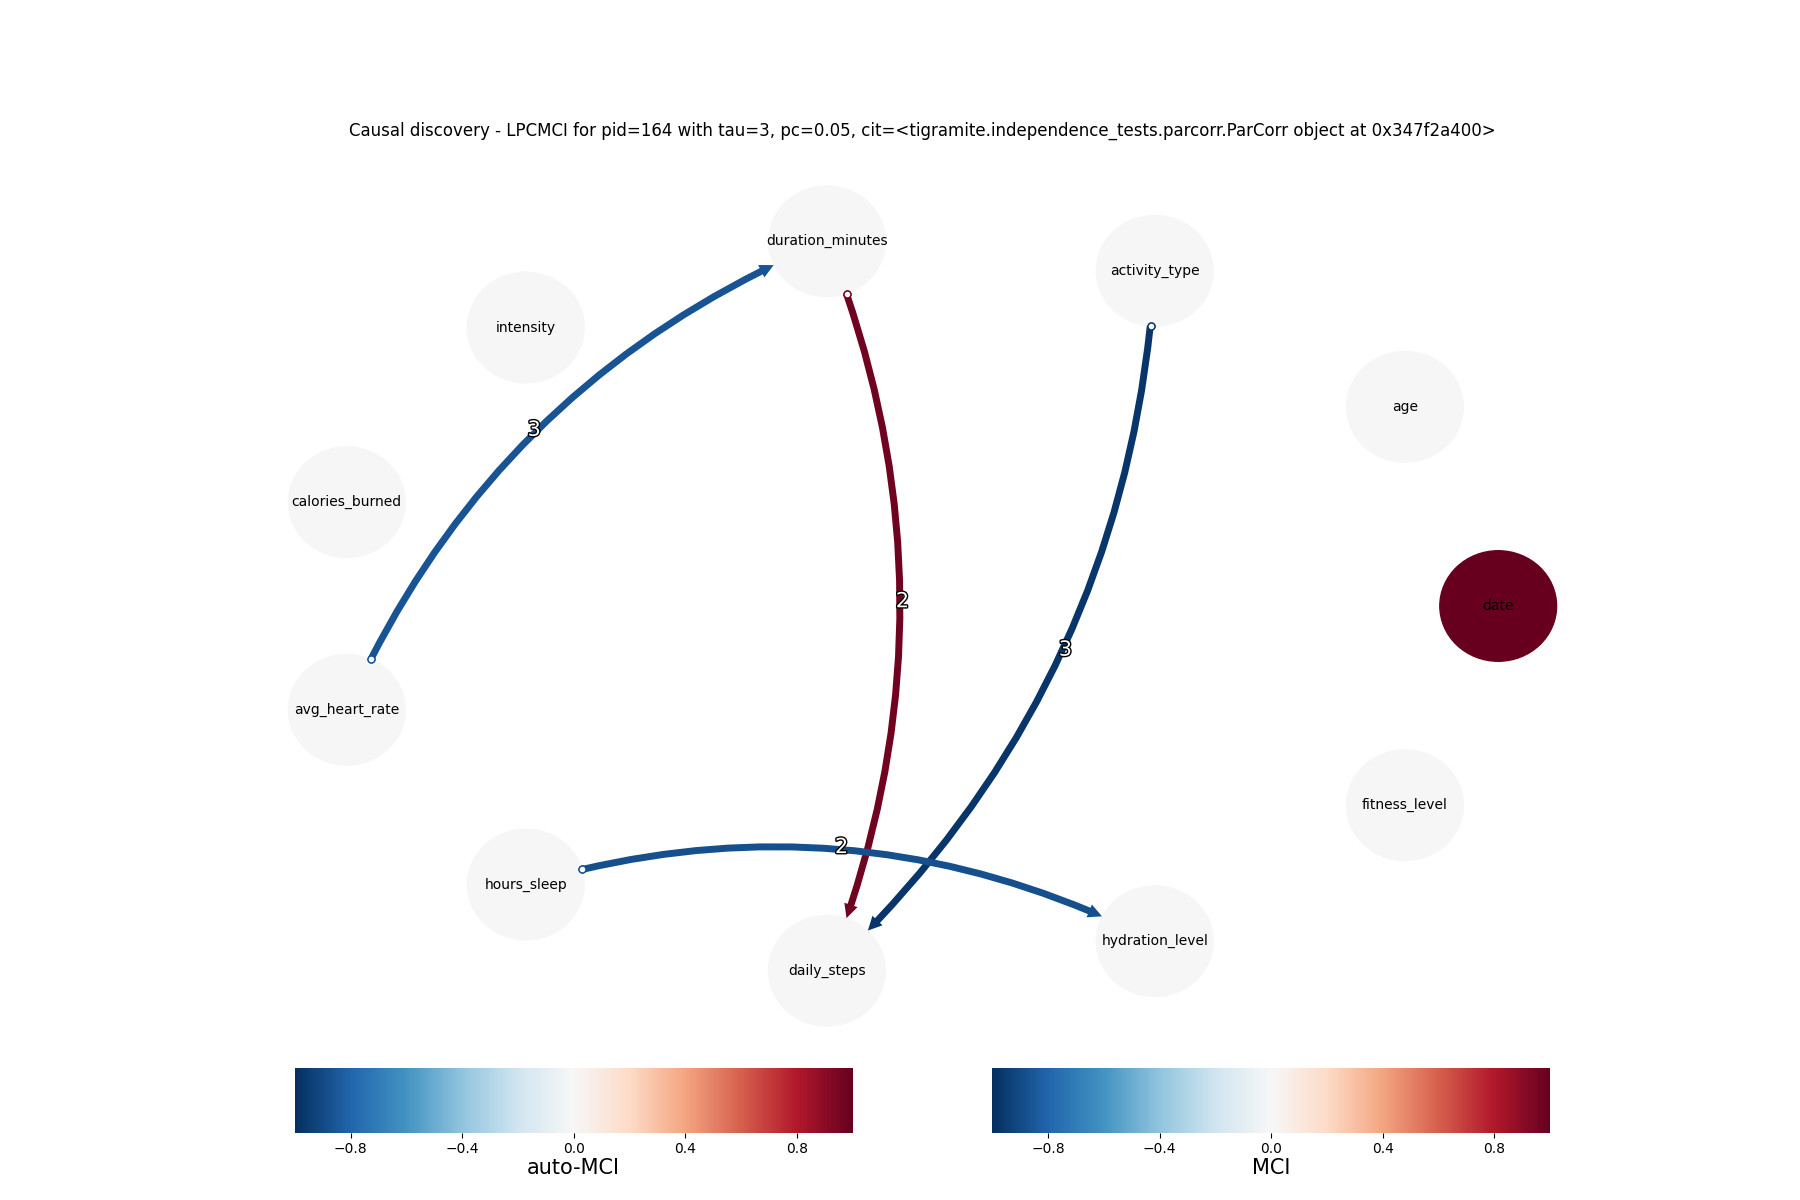 Causal discovery - LPCMCI for pid=164 with tau=3, pc=0.05, cit=<tigramite.independence_tests.parcorr.ParCorr object at 0x347f2a400>
duration_minutes
activity_type
intensity
age
3
calories_burned
2
date
3
avg_heart_rate
fitness_level
2
hours_sleep
hydration_level
daily_steps
−0.8 −0.4 0.0 0.4 0.8
auto-MCI
−0.8 −0.4 0.0 0.4 0.8
MCI